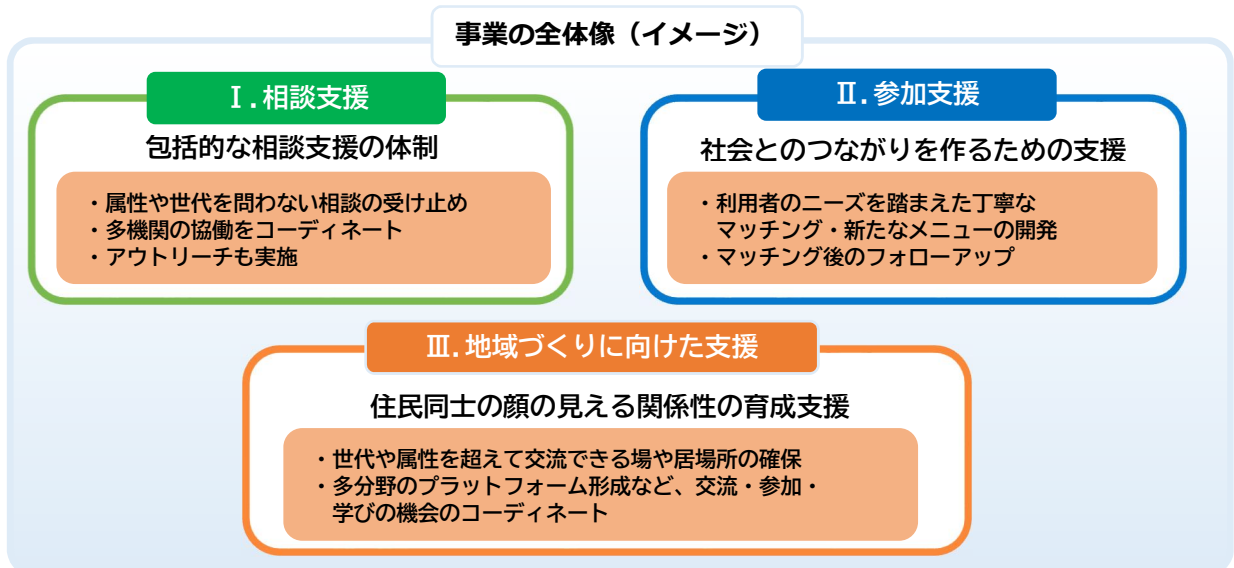 事業の全体像（イメージ）
Ⅰ.相談支援
包括的な相談支援の体制
・属性や世代を問わない相談の受け止め
・多機関の協働をコーディネート
・アウトリーチも実施
Ⅱ.参加支援
社会とのつながりを作るための支援
・利用者のニーズを踏まえた丁寧な
マッチング・新たなメニューの開発
・マッチング後のフォローアップ
Ⅲ.地域づくりに向けた支援
住民同士の顔の見える関係性の育成支援
・世代や属性を超えて交流できる場や居場所の確保
・多分野のプラットフォーム形成など、交流・参加・
学びの機会のコーディネート